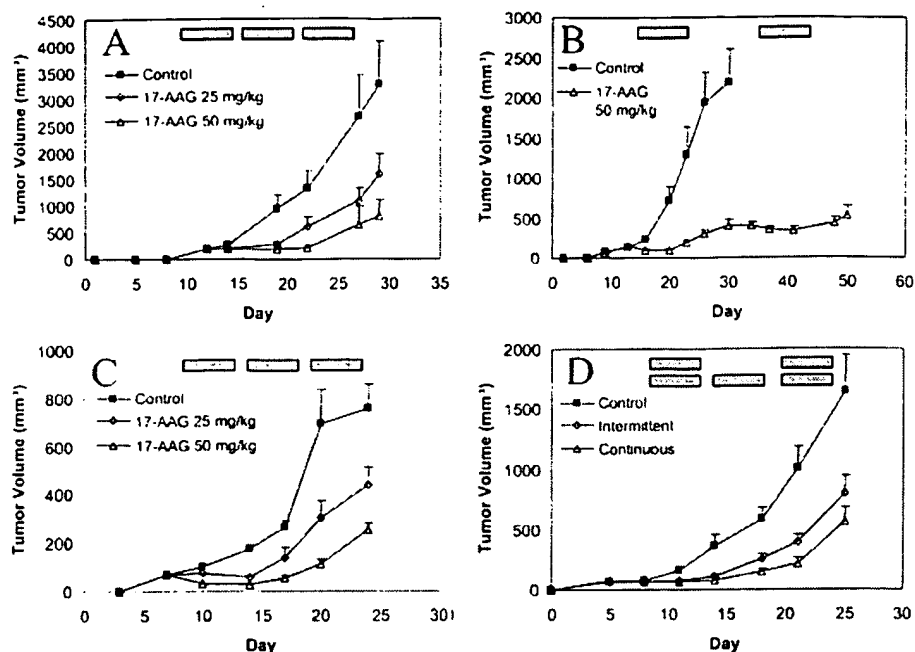 A
Tumor Volume (mm³)
4500
4000
3500
3000
2500
2000
1500
1000
500
0
Control
17-AAG 25 mg/kg
17-AAG 50 mg/kg
0 5 10 15 20 25 30 35
Day
B
Tumor Volume (mm³)
3000
2500
2000
1500
1000
500
0
Control
17-AAG
50 mg/kg
0 10 20 30 40 50 60
Day
C
Tumor Volume (mm³)
1000
800
600
400
200
0
Control
17-AAG 25 mg/kg
17-AAG 50 mg/kg
0 5 10 15 20 25 30
Day
D
Tumor Volume (mm³)
2000
1500
1000
500
0
Control
Intermittent
Continuous
0 5 10 15 20 25 30
Day